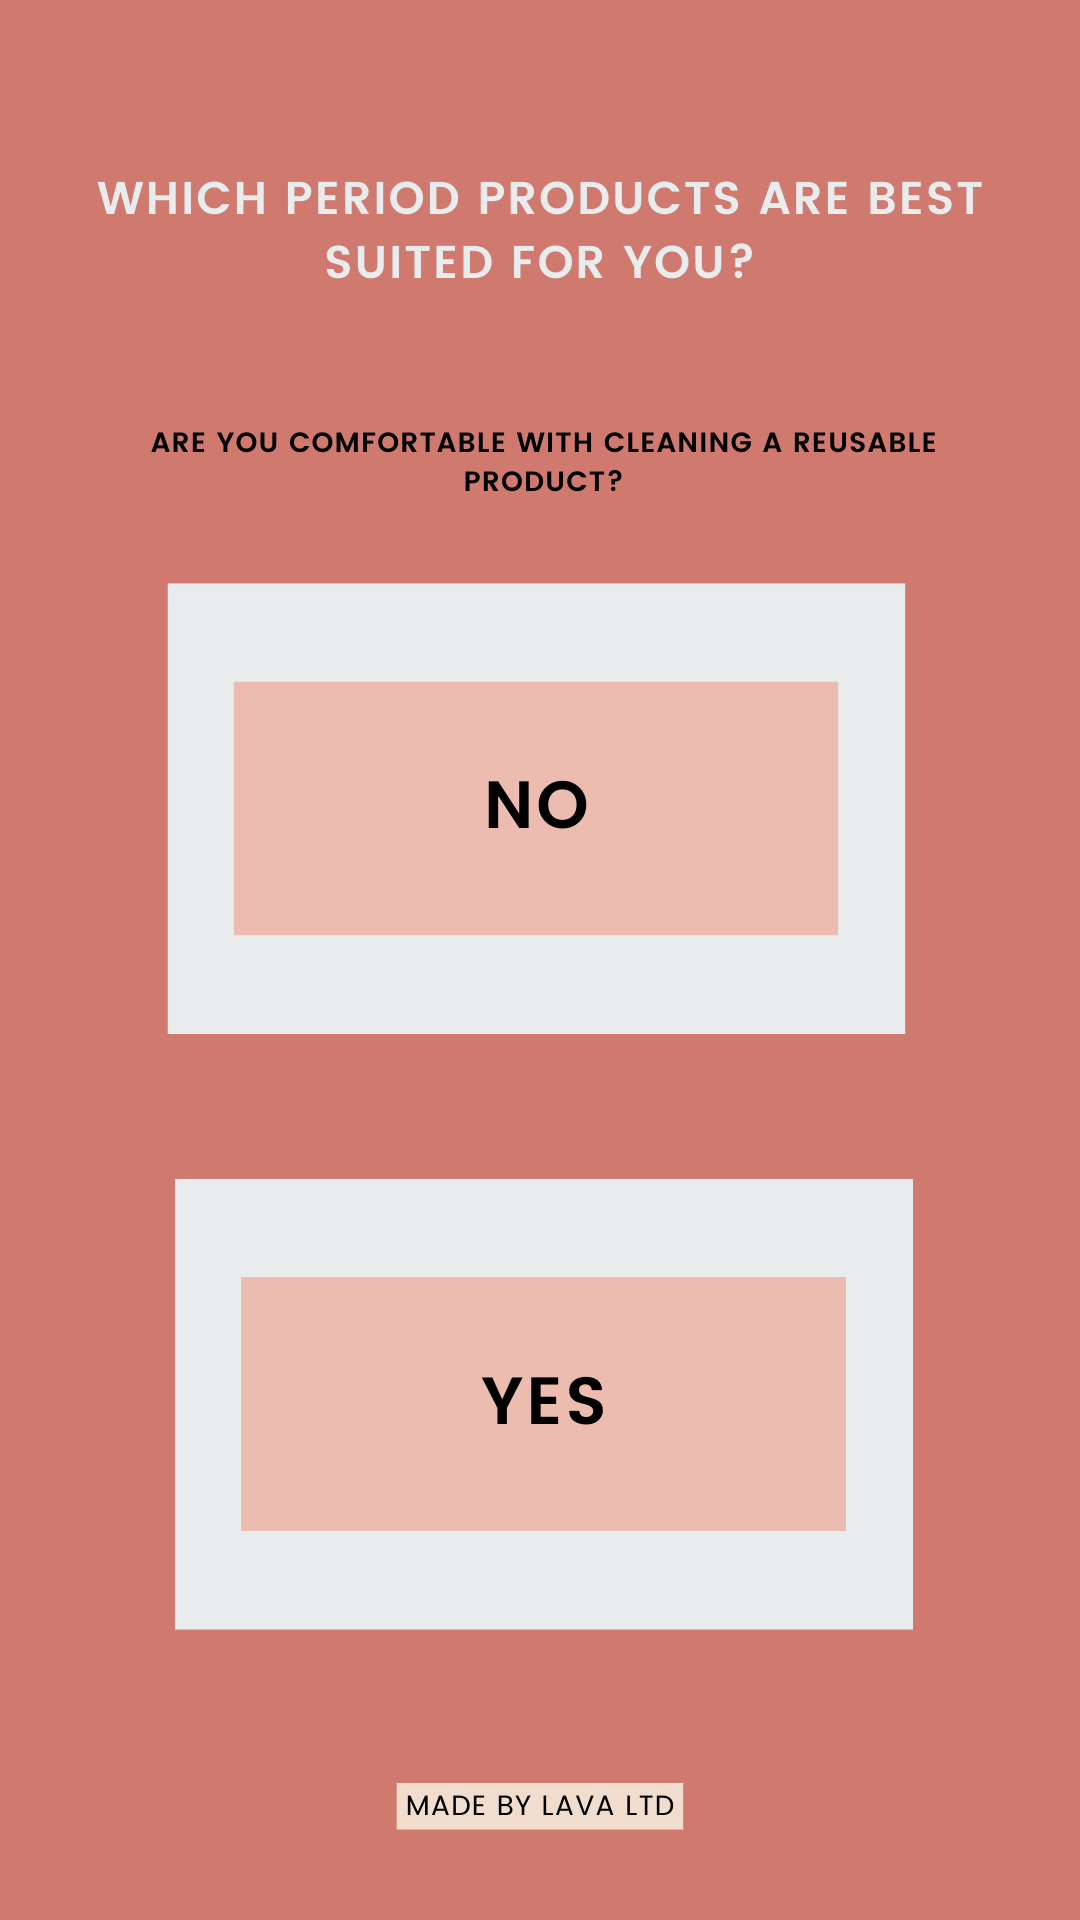 WHICH PERIOD PRODUCTS ARE BEST
SUITED FOR YOU?
ARE YOU COMFORTABLE WITH CLEANING A REUSABLE
PRODUCT?
NO
YES
MADE BY LAVA LTD